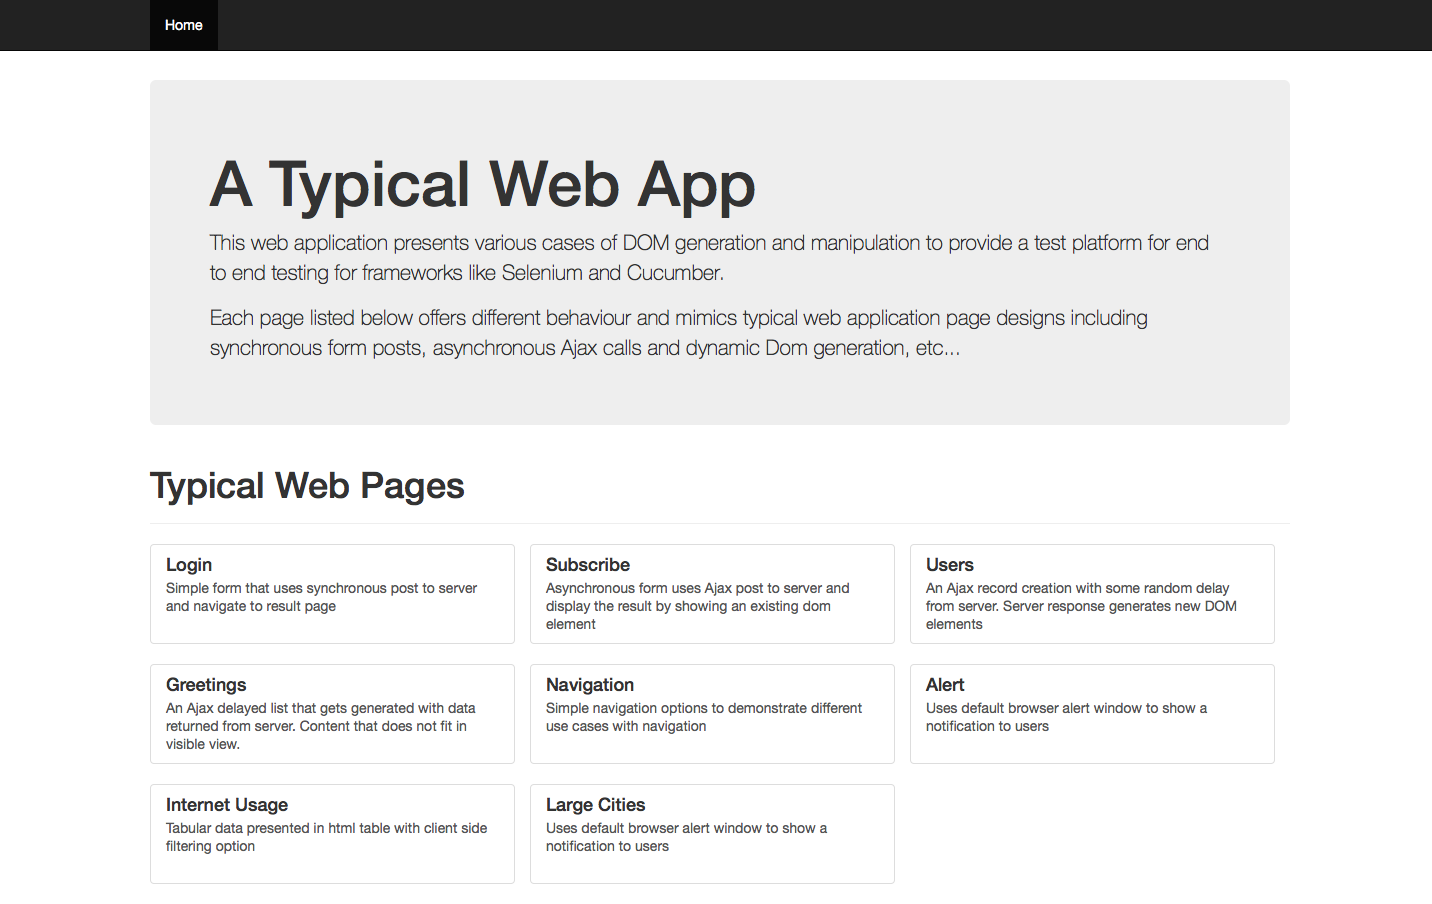 Home
A Typical Web App
This web application presents various cases of DOM generation and manipulation to provide a test platform for end
to end testing for frameworks like Selenium and Cucumber.
Each page listed below offers different behaviour and mimics typical web application page designs including
synchronous form posts, asynchronous Ajax calls and dynamic Dom generation, etc...
Typical Web Pages
Login
Simple form that uses synchronous post to server
and navigate to result page
Subscribe
Asynchronous form uses Ajax post to server and
display the result by showing an existing dom
element
Users
An Ajax record creation with some random delay
from server. Server response generates new DOM
elements
Greetings
An Ajax delayed list that gets generated with data
returned from server. Content that does not fit in
visible view.
Navigation
Simple navigation options to demonstrate different
use cases with navigation
Alert
Uses default browser alert window to show a
notification to users
Internet Usage
Tabular data presented in html table with client side
filtering option
Large Cities
Uses default browser alert window to show a
notification to users